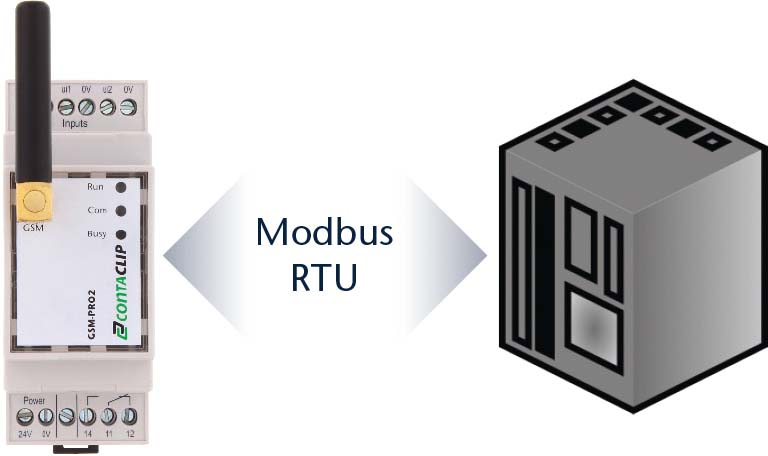 ui1 0V ui2 0V
Inputs
Run
Com
Busy
GSM
GSM-PRO2
CONTACLIP
Modbus
RTU
Power
24V 0V 14 11 12